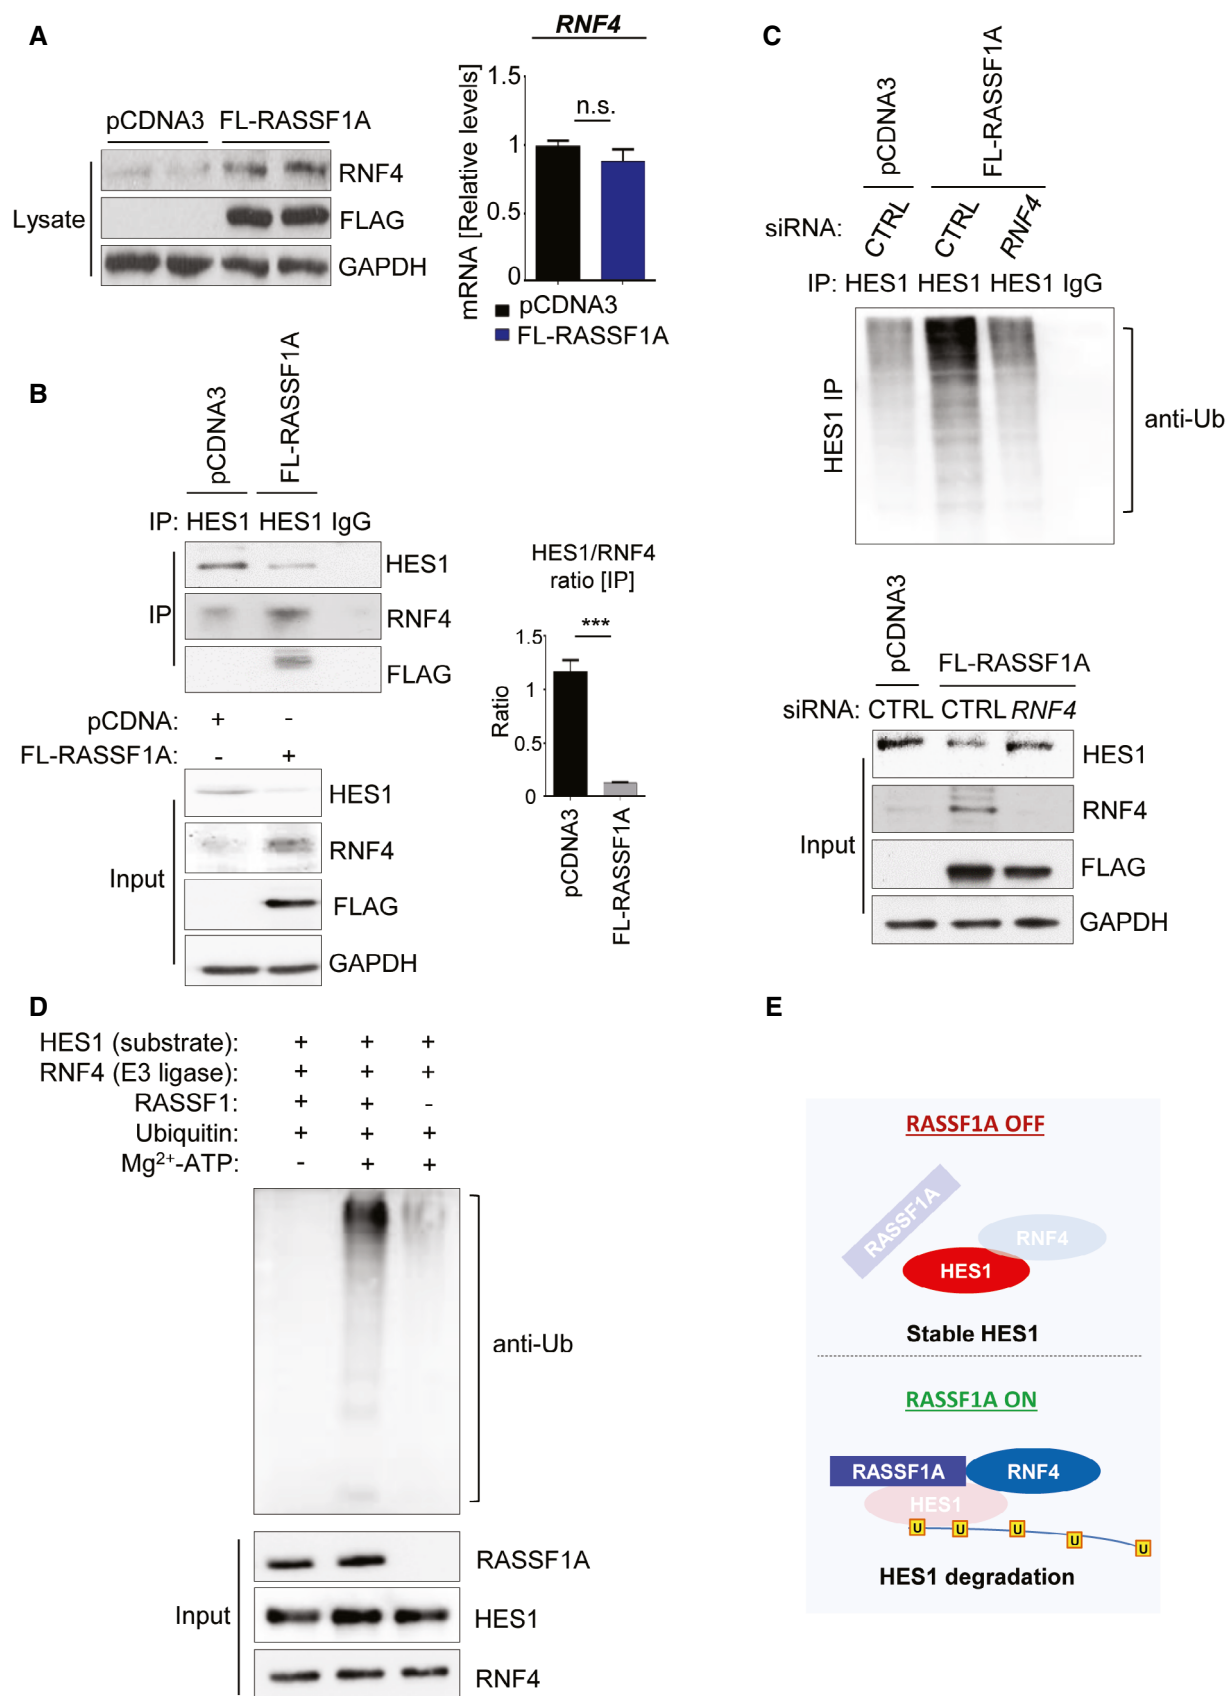 A
pCDNA3 FL-RASSF1A
Lysate
RNF4
FLAG
GAPDH
RNF4
mRNA [Relative levels]
1.5
1
0.5
0
n.s.
pCDNA3
FL-RASSF1A
B
pCDNA3
FL-RASSF1A
IP: HES1 HES1 IgG
IP
HES1
RNF4
FLAG
pCDNA: + -
FL-RASSF1A: - +
Input
HES1
RNF4
FLAG
GAPDH
HES1/RNF4
ratio [IP]
***
Ratio
1.5
1
0.5
0
pCDNA3
FL-RASSF1A
C
pCDNA3
FL-RASSF1A
siRNA: CTRL CTRL RNF4
IP: HES1 HES1 HES1 IgG
HES1 IP
anti-Ub
pCDNA3
FL-RASSF1A
siRNA: CTRL CTRL RNF4
Input
HES1
RNF4
FLAG
GAPDH
D
HES1 (substrate): + + +
RNF4 (E3 ligase): + + +
RASSF1: + + -
Ubiquitin: + + +
Mg2+-ATP: - + +
anti-Ub
Input
RASSF1A
HES1
RNF4
E
RASSF1A OFF
RASSF1A
RNF4
HES1
Stable HES1
RASSF1A ON
RASSF1A RNF4
HES1
U U U U U
HES1 degradation